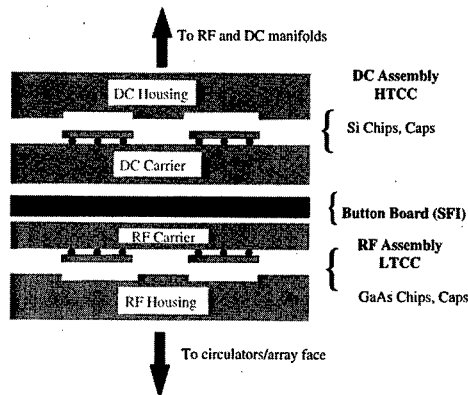 To RF and DC manifolds
DC Assembly
HTCC
DC Housing
Si Chips, Caps
DC Carrier
Button Board (SFI)
RF Carrier
RF Assembly
LTCC
GaAs Chips, Caps
RF Housing
To circulators/array face